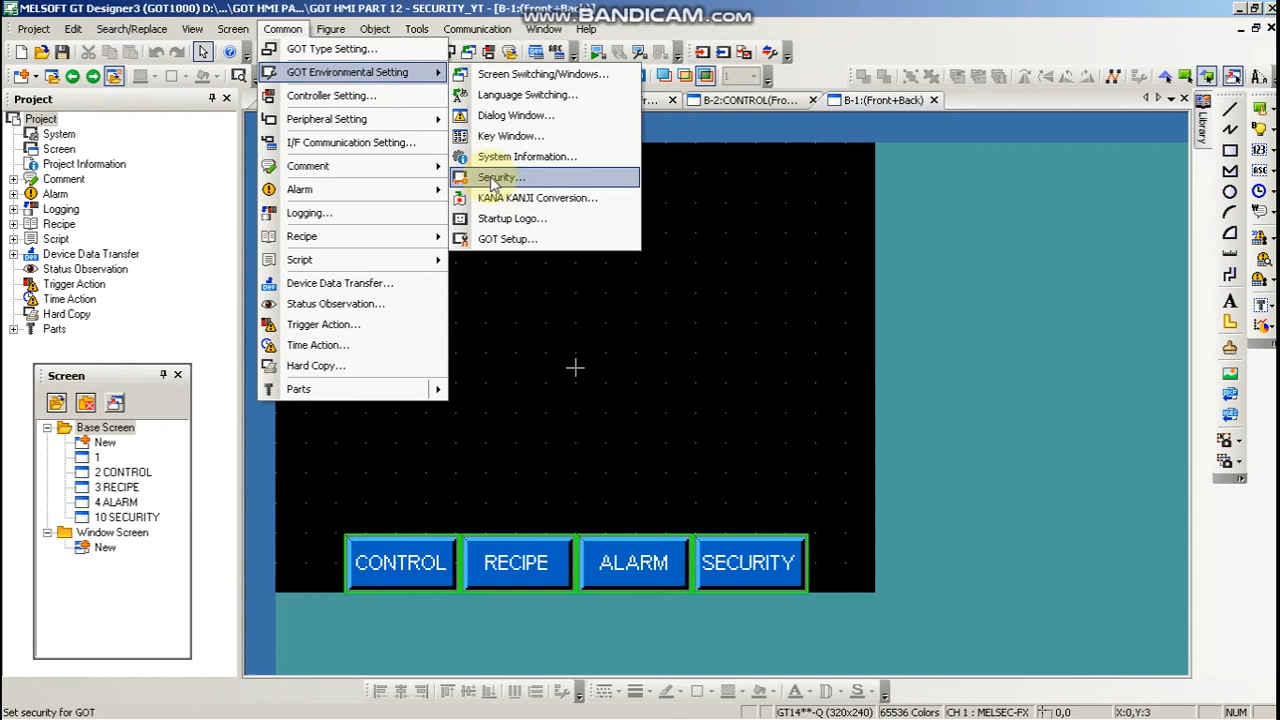 MELSOFT GT Designer3 (GOT1000) D:\...\GOT HMI PA...\GOT HMI PART 12 - SECURITY_YT - [B-1:(Front+Back)]
www.BANDICAM.com
Project Edit Search/Replace View Screen Common Figure Object Tools Communication Window Help
GOT Type Setting...
GOT Environmental Setting
Controller Setting...
Peripheral Setting
I/F Communication Setting...
Comment
Alarm
Logging...
Recipe
Script
Device Data Transfer...
Status Observation...
Trigger Action...
Time Action...
Hard Copy...
Parts
Screen Switching/Windows...
Language Switching...
Dialog Window...
Key Window...
System Information...
Security...
KANA KANJI Conversion...
Startup Logo...
GOT Setup...
B-2:CONTROL(Fro...
B-1:(Front+Back)
Library
Project
Project
System
Screen
Project Information
Comment
Alarm
Logging
Recipe
Script
Device Data Transfer
Status Observation
Trigger Action
Time Action
Hard Copy
Parts
Screen
Base Screen
New
1
2 CONTROL
3 RECIPE
4 ALARM
10 SECURITY
Window Screen
New
CONTROL RECIPE ALARM SECURITY
Set security for GOT
GT14**-Q (320x240) 65536 Colors CH 1 : MELSEC-FX 0,0 X:0,Y:3 NUM